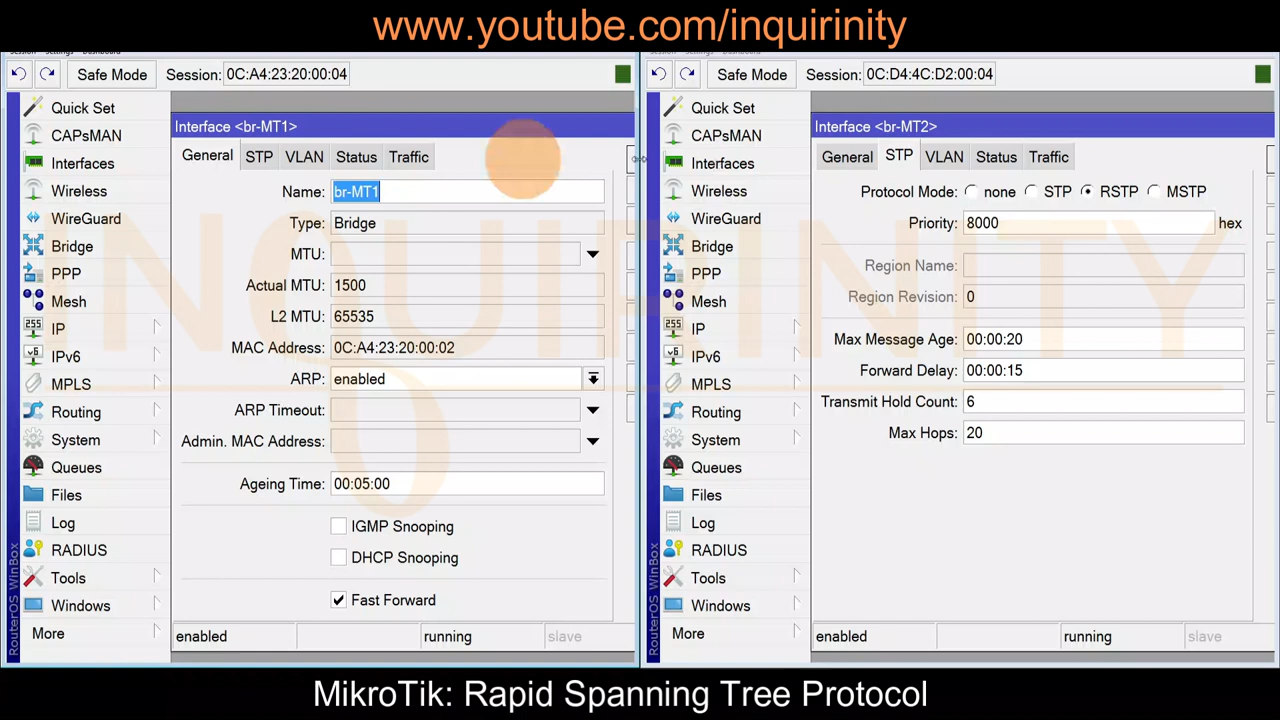 www.youtube.com/inquirinity
Safe Mode Session: 0C:A4:23:20:00:04
Quick Set
CAPsMAN
Interfaces
Wireless
WireGuard
Bridge
PPP
Mesh
255 IP
v6 IPv6
MPLS
Routing
System
Queues
Files
Log
RADIUS
Tools
Windows
More
RouterOS WinBox
Interface <br-MT1>
General STP VLAN Status Traffic
Name: br-MT1
Type: Bridge
MTU:
Actual MTU: 1500
L2 MTU: 65535
MAC Address: 0C:A4:23:20:00:02
ARP: enabled
ARP Timeout:
Admin. MAC Address:
Ageing Time: 00:05:00
IGMP Snooping
DHCP Snooping
Fast Forward
enabled running slave
Safe Mode Session: 0C:D4:4C:D2:00:04
Quick Set
CAPsMAN
Interfaces
Wireless
WireGuard
Bridge
PPP
Mesh
255 IP
v6 IPv6
MPLS
Routing
System
Queues
Files
Log
RADIUS
Tools
Windows
More
RouterOS WinBox
Interface <br-MT2>
General STP VLAN Status Traffic
Protocol Mode: none STP RSTP MSTP
Priority: 8000 hex
Region Name:
Region Revision: 0
Max Message Age: 00:00:20
Forward Delay: 00:00:15
Transmit Hold Count: 6
Max Hops: 20
enabled running slave
INQUIRINITY
MikroTik: Rapid Spanning Tree Protocol